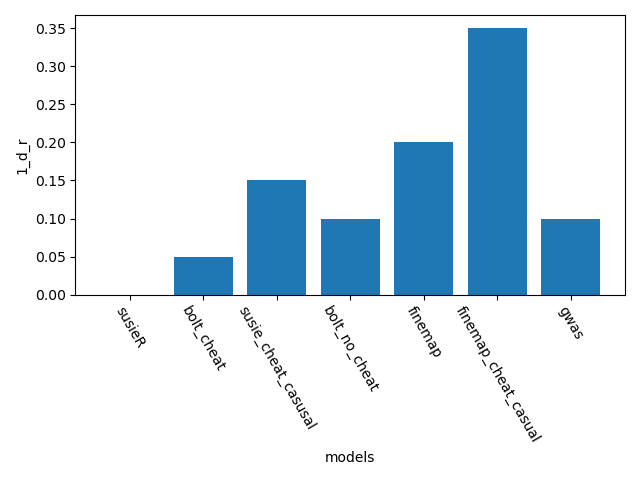 0.35
0.30
0.25
0.20
0.15
0.10
0.05
0.00
1_d_r
susieR
bolt_cheat
susie_cheat_casusal
bolt_no_cheat
finemap
finemap_cheat_casual
gwas
models